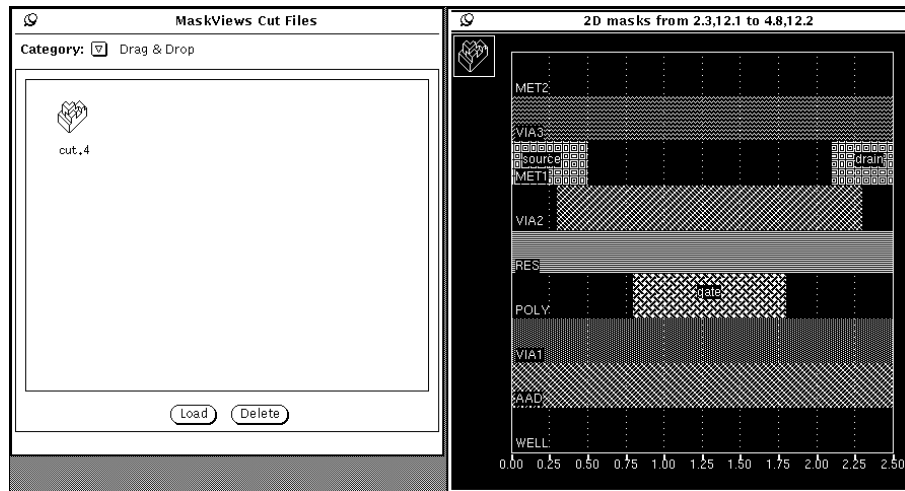 MaskViews Cut Files
Category: Drag & Drop
cut.4
Load Delete
2D masks from 2.3,12.1 to 4.8,12.2
MET2
VIA3
source drain
MET1
VIA2
RES
gate
POLY
VIA1
AAD
WELL
0.00 0.25 0.50 0.75 1.00 1.25 1.50 1.75 2.00 2.25 2.50